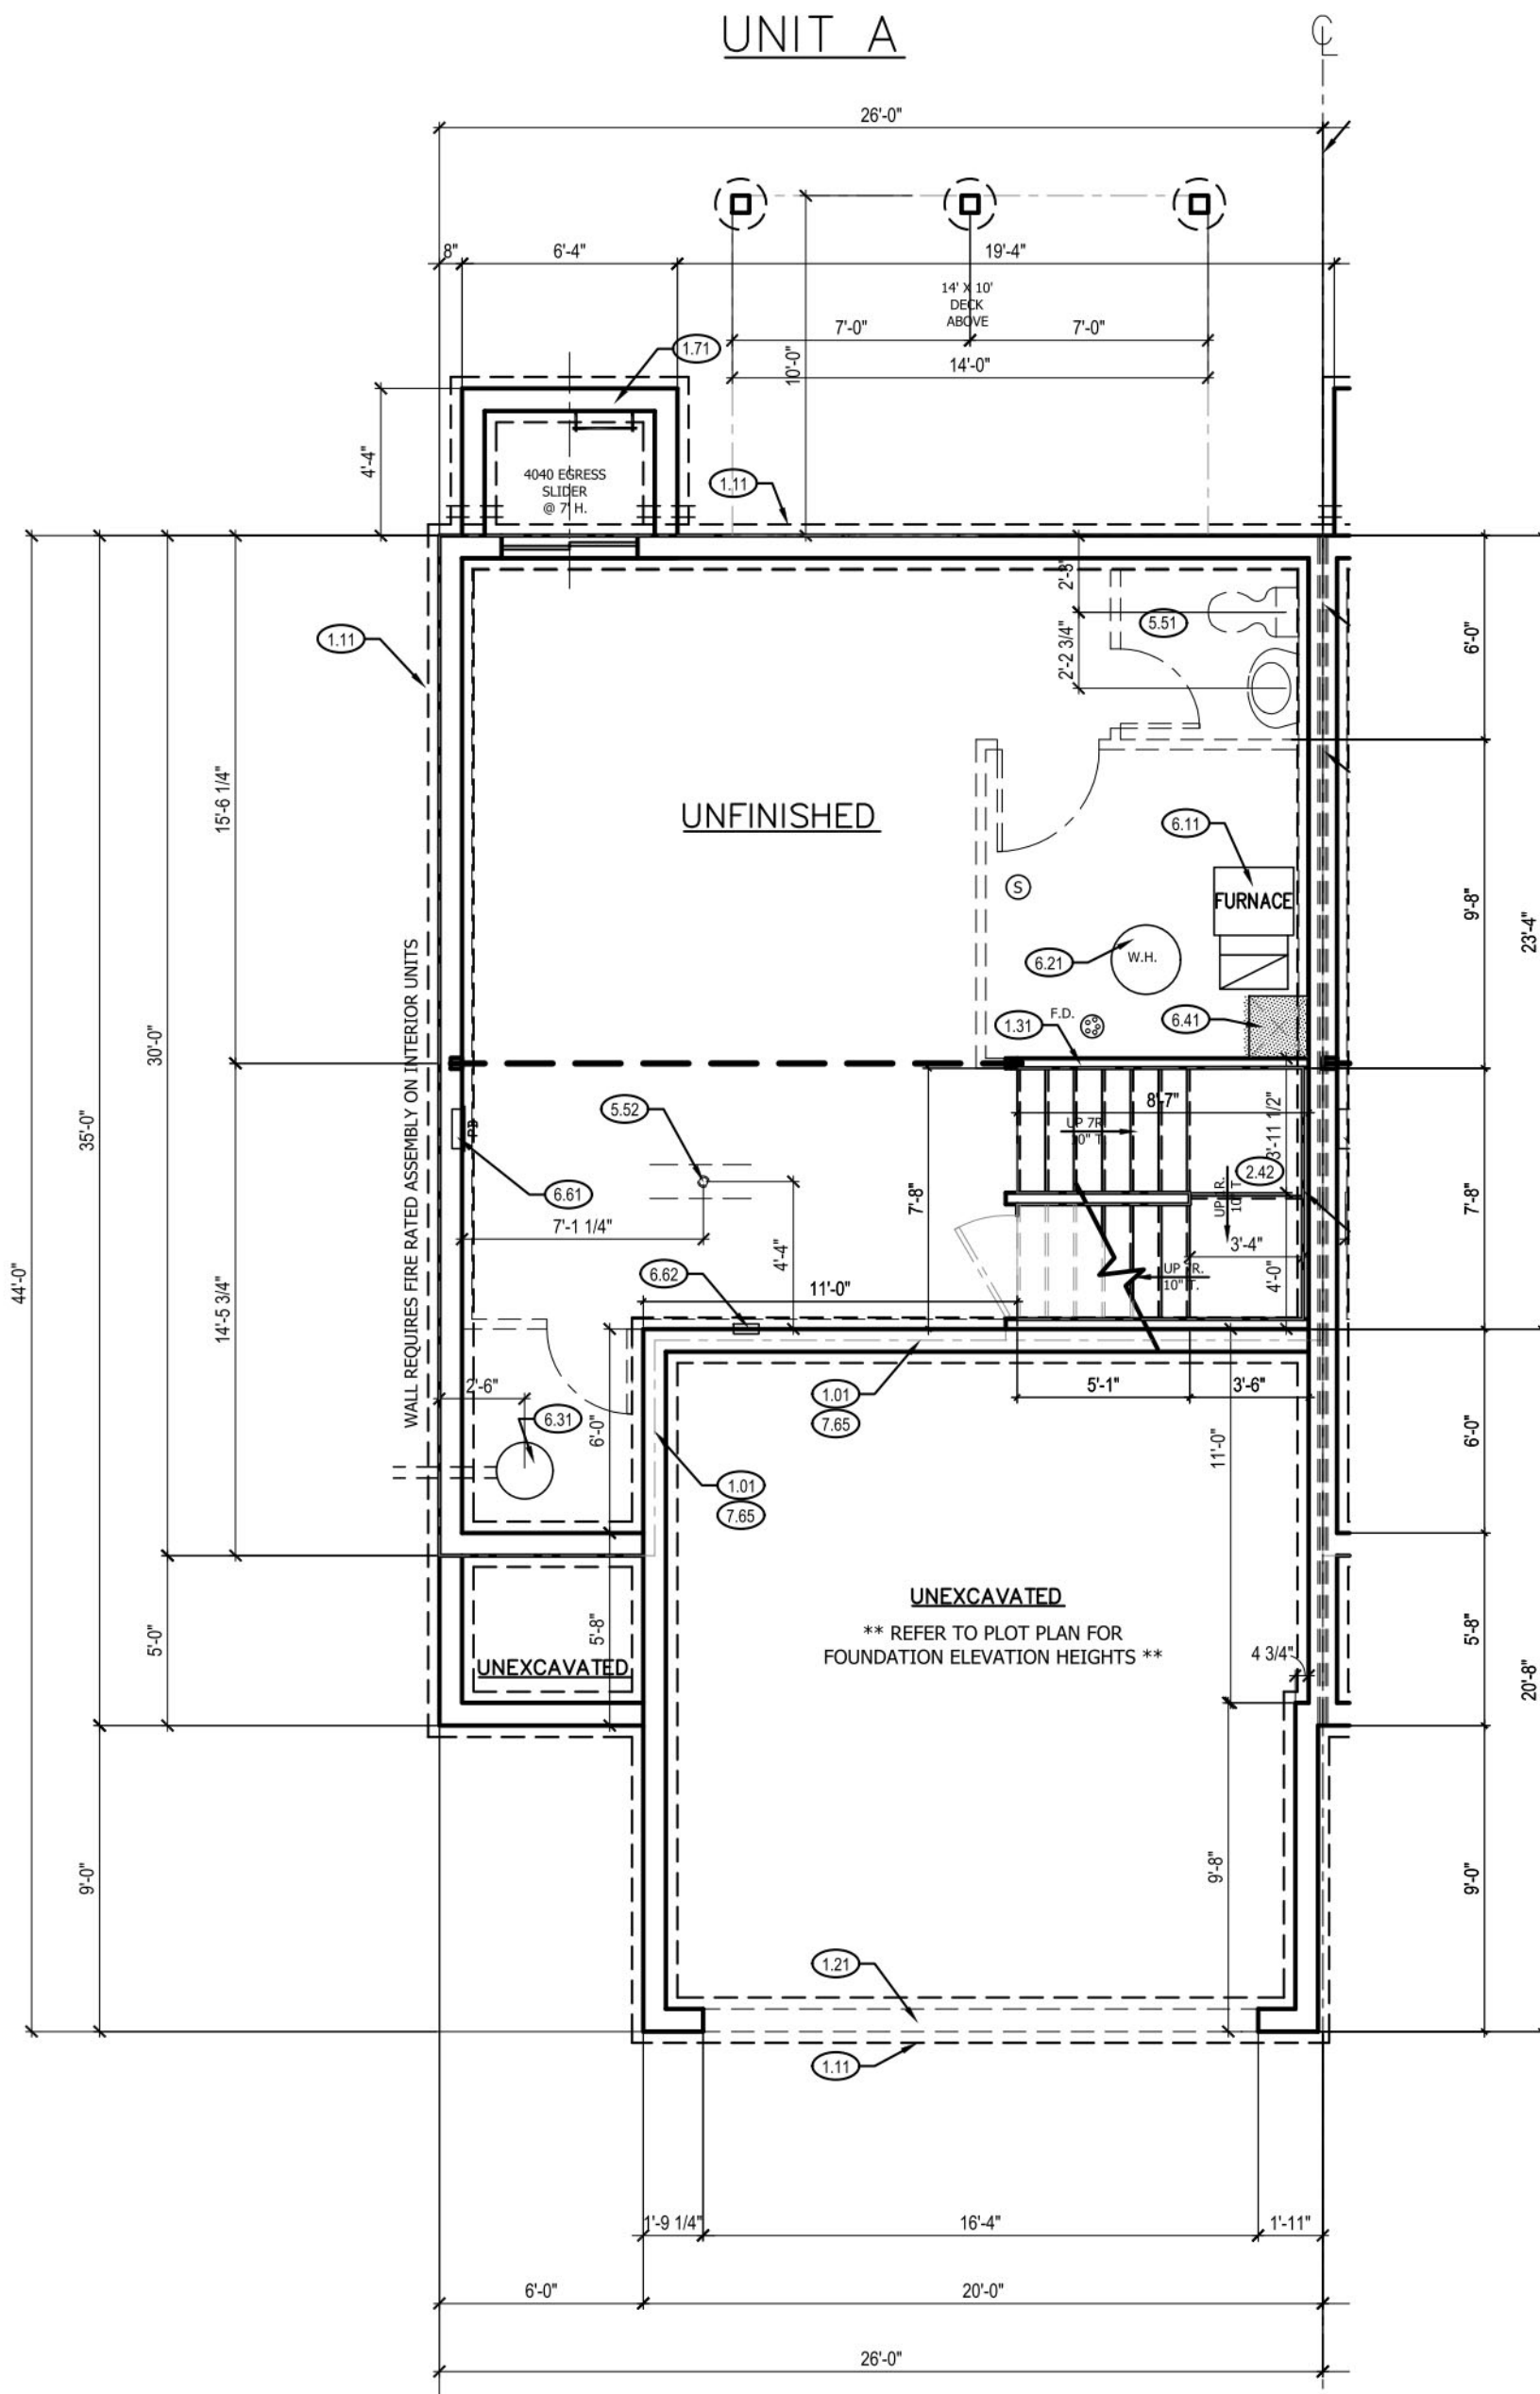 UNIT A
26'-0"
8"
6'-4"
19'-4"
14' X 10'
DECK
ABOVE
7'-0"
7'-0"
10'-0"
14'-0"
1.71
4'-4"
4040 EGRESS
SLIDER
@ 7' H.
1.11
1.11
2'-8"
5.51
2'-2 3/4"
6'-0"
15'-6 1/4"
UNFINISHED
6.11
S
FURNACE
9'-8"
23'-4"
WALL REQUIRES FIRE RATED ASSEMBLY ON INTERIOR UNITS
6.21
W.H.
1.31
F.D.
6.41
30'-0"
35'-0"
44'-0"
5.52
8'-7"
UP 7R
10" T
3'-11 1/2"
2.42
UP 1R.
10" T.
PB
6.61
7'-1 1/4"
4'-4"
7'-8"
7'-8"
3'-4"
4'-0"
6.62
11'-0"
UP R.
10" T.
14'-5 3/4"
2'-6"
6.31
6'-0"
1.01
7.65
5'-1"
3'-6"
11'-0"
6'-0"
1.01
7.65
UNEXCAVATED
** REFER TO PLOT PLAN FOR
FOUNDATION ELEVATION HEIGHTS **
5'-0"
5'-8"
UNEXCAVATED
4 3/4"
5'-8"
20'-8"
9'-0"
9'-8"
9'-0"
1.21
1.11
1'-9 1/4"
16'-4"
1'-11"
6'-0"
20'-0"
26'-0"